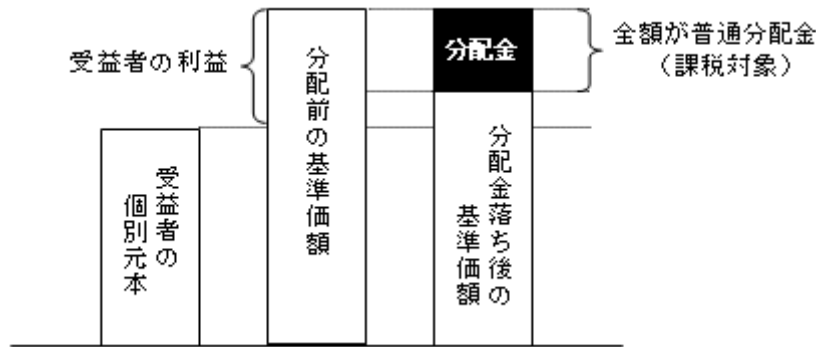 受益者の利益
受益者の
個別元本
分配前の基準価額
分配金
分配金落ち後の
基準価額
全額が普通分配金
（課税対象）